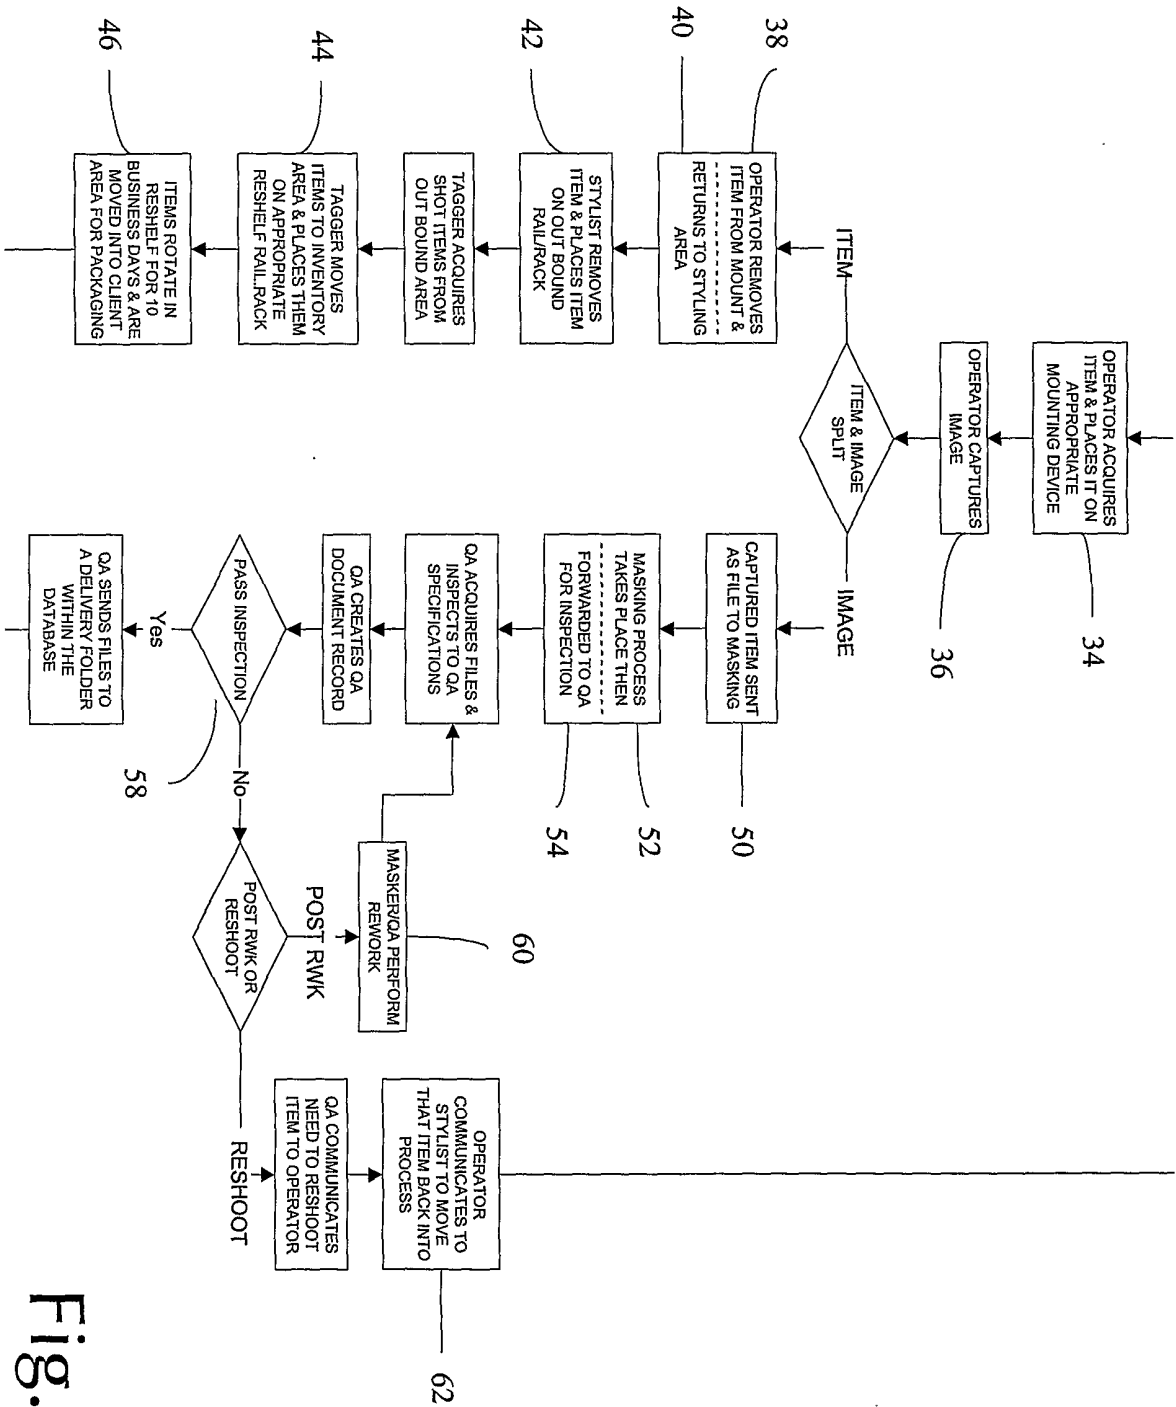 34
OPERATOR ACQUIRES
ITEM & PLACES IT ON
APPROPRIATE
MOUNTING DEVICE
36
OPERATOR CAPTURES
IMAGE
ITEM & IMAGE
SPLIT
ITEM
IMAGE
38
OPERATOR REMOVES
ITEM FROM MOUNT &
40
RETURNS TO STYLING
AREA
42
STYLIST REMOVES
ITEM & PLACES ITEM
ON OUT BOUND
RAIL/RACK
TAGGER ACQUIRES
SHOT ITEMS FROM
OUT BOUND AREA
44
TAGGER MOVES
ITEMS TO INVENTORY
AREA & PLACES THEM
ON APPROPRIATE
RESHELF RAIL.RACK
46
ITEMS ROTATE IN
RESHELF FOR 10
BUSINESS DAYS & ARE
MOVED INTO CLIENT
AREA FOR PACKAGING
CAPTURED ITEM SENT
AS FILE TO MASKING
50
MASKING PROCESS
TAKES PLACE THEN
52
FORWARDED TO QA
FOR INSPECTION
54
QA ACQUIRES FILES &
INSPECTS TO QA
SPECIFICATIONS
QA CREATES QA
DOCUMENT RECORD
PASS INSPECTION
58
Yes
No
QA SENDS FILES TO
A DELIVERY FOLDER
WITHIN THE
DATABASE
POST RWK OR
RESHOOT
POST RWK
MASKER/QA PERFORM
REWORK
60
RESHOOT
QA COMMUNICATES
NEED TO RESHOOT
ITEM TO OPERATOR
OPERATOR
COMMUNICATES TO
STYLIST TO MOVE
THAT ITEM BACK INTO
PROCESS
62
Fig.